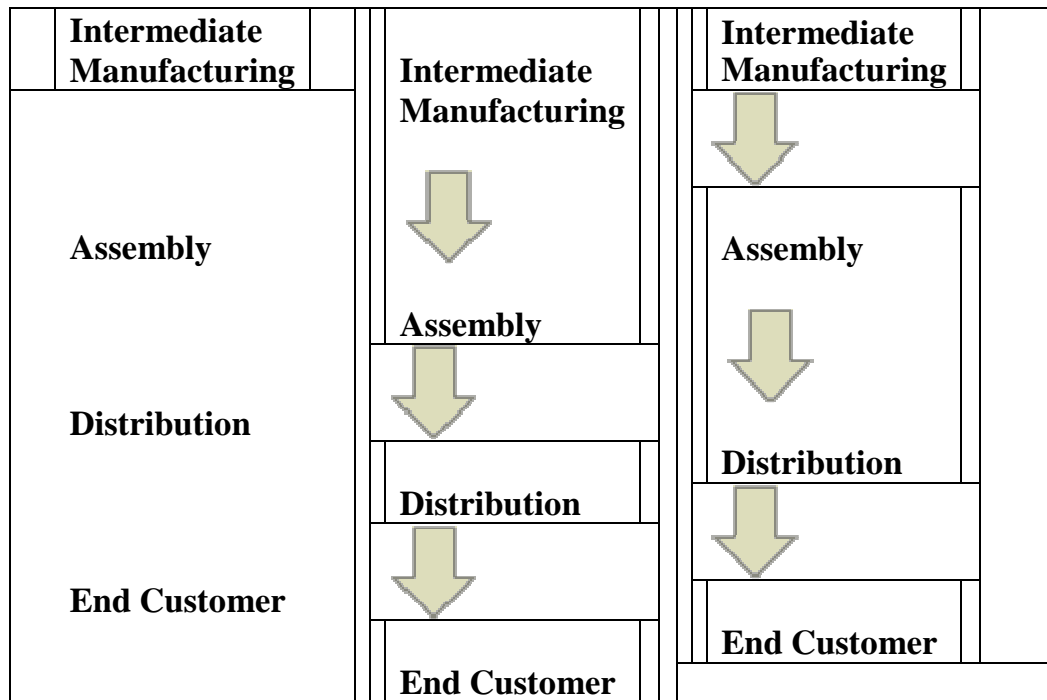 Intermediate
Manufacturing
Assembly
Distribution
End Customer
Intermediate
Manufacturing
Assembly
Distribution
End Customer
Intermediate
Manufacturing
Assembly
Distribution
End Customer